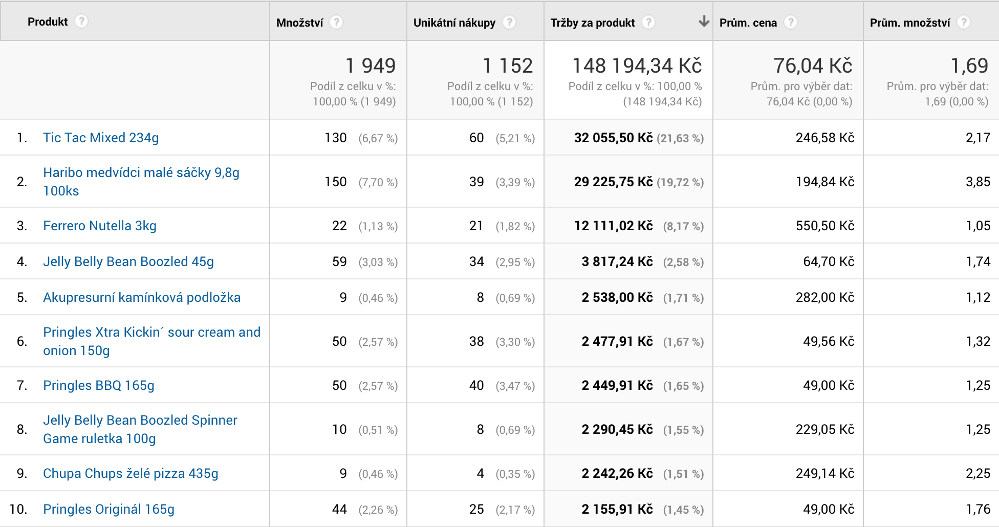 Produkt ? Množství ? Unikátní nákupy ? Tržby za produkt ? Prům. cena ? Prům. množství ?
1 949 1 152 148 194,34 Kč 76,04 Kč 1,69
Podíl z celku v %: Podíl z celku v %: Podíl z celku v %: 100,00 % Prům. pro výběr dat: Prům. pro výběr dat:
100,00 % (1 949) 100,00 % (1 152) (148 194,34 Kč) 76,04 Kč (0,00 %) 1,69 (0,00 %)
1. Tic Tac Mixed 234g 130 (6,67 %) 60 (5,21 %) 32 055,50 Kč (21,63 %) 246,58 Kč 2,17
2. Haribo medvídci malé sáčky 9,8g
100ks 150 (7,70 %) 39 (3,39 %) 29 225,75 Kč (19,72 %) 194,84 Kč 3,85
3. Ferrero Nutella 3kg 22 (1,13 %) 21 (1,82 %) 12 111,02 Kč (8,17 %) 550,50 Kč 1,05
4. Jelly Belly Bean Boozled 45g 59 (3,03 %) 34 (2,95 %) 3 817,24 Kč (2,58 %) 64,70 Kč 1,74
5. Akupresurní kamínková podložka 9 (0,46 %) 8 (0,69 %) 2 538,00 Kč (1,71 %) 282,00 Kč 1,12
6. Pringles Xtra Kickin´ sour cream and
onion 150g 50 (2,57 %) 38 (3,30 %) 2 477,91 Kč (1,67 %) 49,56 Kč 1,32
7. Pringles BBQ 165g 50 (2,57 %) 40 (3,47 %) 2 449,91 Kč (1,65 %) 49,00 Kč 1,25
8. Jelly Belly Bean Boozled Spinner
Game ruletka 100g 10 (0,51 %) 8 (0,69 %) 2 290,45 Kč (1,55 %) 229,05 Kč 1,25
9. Chupa Chups želé pizza 435g 9 (0,46 %) 4 (0,35 %) 2 242,26 Kč (1,51 %) 249,14 Kč 2,25
10. Pringles Originál 165g 44 (2,26 %) 25 (2,17 %) 2 155,91 Kč (1,45 %) 49,00 Kč 1,76